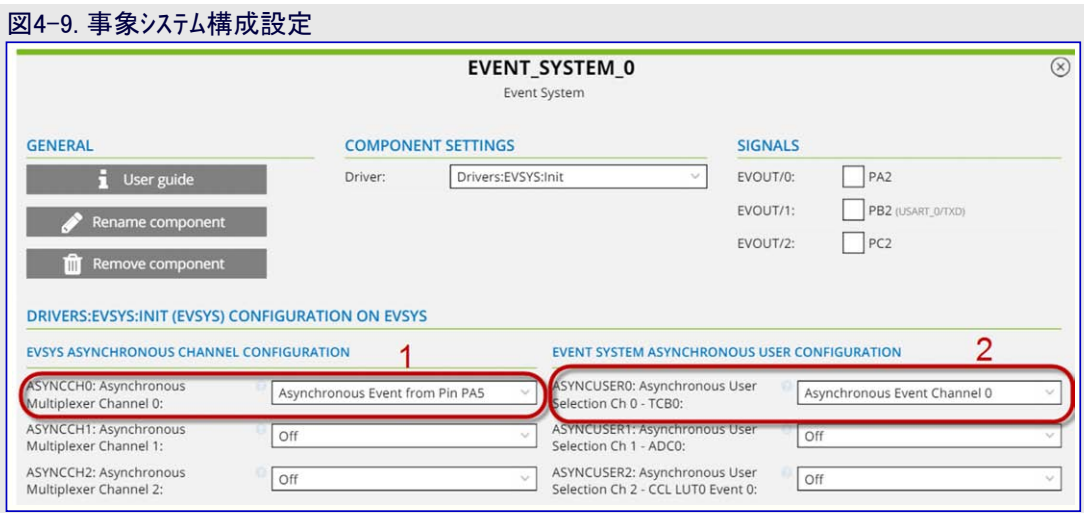 図4-9. 事象システム構成設定
EVENT_SYSTEM_0
Event System
GENERAL
User guide
Rename component
Remove component
COMPONENT SETTINGS
Driver: Drivers:EVSYS:Init
SIGNALS
EVOUT/0: PA2
EVOUT/1: PB2 (USART_0/TXD)
EVOUT/2: PC2
DRIVERS:EVSYS:INIT (EVSYS) CONFIGURATION ON EVSYS
EVSYS ASYNCHRONOUS CHANNEL CONFIGURATION
1
ASYNCCH0: Asynchronous
Multiplexer Channel 0:
Asynchronous Event from Pin PA5
ASYNCCH1: Asynchronous
Multiplexer Channel 1:
Off
ASYNCCH2: Asynchronous
Multiplexer Channel 2:
Off
EVENT SYSTEM ASYNCHRONOUS USER CONFIGURATION
2
ASYNCUSER0: Asynchronous User
Selection Ch 0 - TCB0:
Asynchronous Event Channel 0
ASYNCUSER1: Asynchronous User
Selection Ch 1 - ADC0:
Off
ASYNCUSER2: Asynchronous User
Selection Ch 2 - CCL LUT0 Event 0:
Off